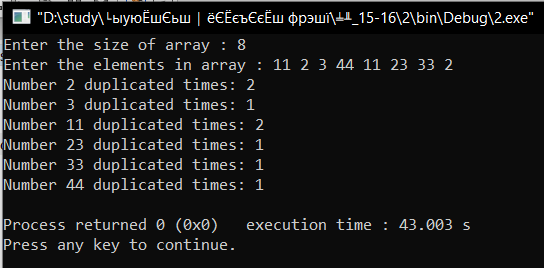 "D:\study\└ыуюЁшЄьш | ёЄЁєъЄєЁш фрэшї\╧╨_15-16\2\bin\Debug\2.exe"
Enter the size of array : 8
Enter the elements in array : 11 2 3 44 11 23 33 2
Number 2 duplicated times: 2
Number 3 duplicated times: 1
Number 11 duplicated times: 2
Number 23 duplicated times: 1
Number 33 duplicated times: 1
Number 44 duplicated times: 1
Process returned 0 (0x0)   execution time : 43.003 s
Press any key to continue.